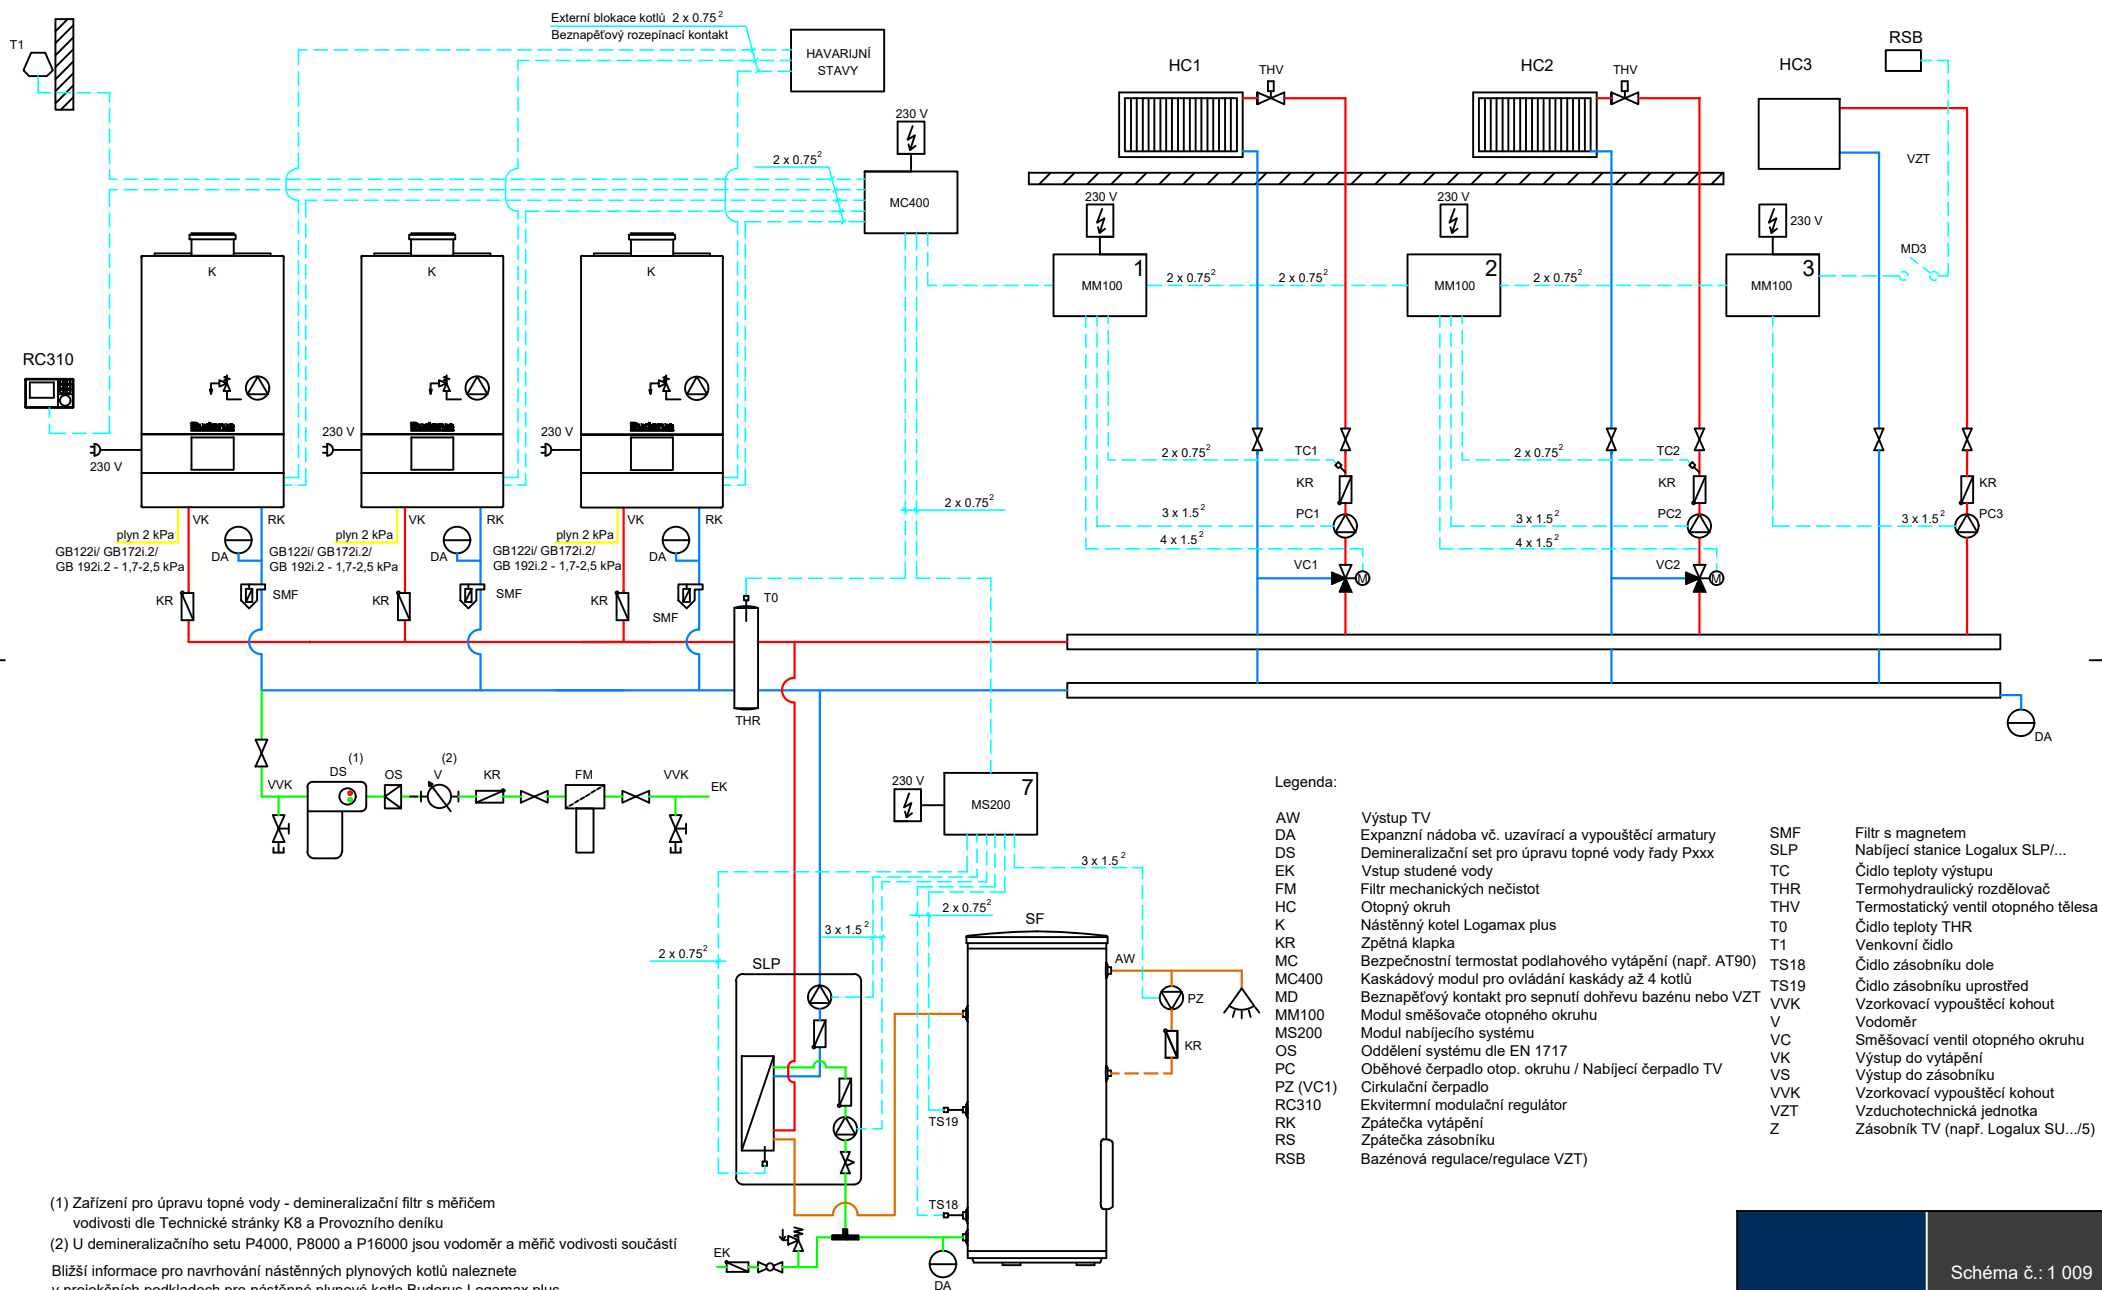 Externí blokace kotlů 2 x 0.75²
Beznapěťový rozepínací kontakt
HAVARIJNÍ
STAVY
T1
230 V
2 x 0.75²
MC400
HC1
THV
HC2
THV
HC3
RSB
VZT
230 V
230 V
230 V
MD3
1
MM100
2 x 0.75²
2 x 0.75²
2
MM100
2 x 0.75²
3
MM100
K
K
K
RC310
Buderus
Buderus
Buderus
230 V
230 V
230 V
2 x 0.75²
TC1
2 x 0.75²
TC2
KR
KR
KR
2 x 0.75²
3 x 1.5²
PC1
3 x 1.5²
PC2
3 x 1.5²
PC3
4 x 1.5²
4 x 1.5²
VC1
M
VC2
M
VK
RK
VK
RK
VK
RK
plyn 2 kPa
plyn 2 kPa
plyn 2 kPa
GB122i/ GB172i.2/
GB 192i.2 - 1,7-2,5 kPa
DA
GB122i/ GB172i.2/
GB 192i.2 - 1,7-2,5 kPa
DA
GB122i/ GB172i.2/
GB 192i.2 - 1,7-2,5 kPa
DA
KR
SMF
KR
SMF
KR
SMF
T0
THR
DA
VVK
DS
(1)
OS
V
(2)
KR
FM
VVK
EK
230 V
MS200
7
3 x 1.5²
2 x 0.75²
3 x 1.5²
2 x 0.75²
SLP
SF
AW
PZ
KR
TS19
TS18
EK
DA
Legenda:
AW Výstup TV
DA Expanzní nádoba vč. uzavírací a vypouštěcí armatury
DS Demineralizační set pro úpravu topné vody řady Pxxx
EK Vstup studené vody
FM Filtr mechanických nečistot
HC Otopný okruh
K Nástěnný kotel Logamax plus
KR Zpětná klapka
MC Bezpečnostní termostat podlahového vytápění (např. AT90)
MC400 Kaskádový modul pro ovládání kaskády až 4 kotlů
MD Beznapěťový kontakt pro sepnutí dohřevu bazénu nebo VZT
MM100 Modul směšovače otopného okruhu
MS200 Modul nabíjecího systému
OS Oddělení systému dle EN 1717
PC Oběhové čerpadlo otop. okruhu / Nabíjecí čerpadlo TV
PZ (VC1) Cirkulační čerpadlo
RC310 Ekvitermní modulační regulátor
RK Zpátečka vytápění
RS Zpátečka zásobníku
RSB Bazénová regulace/regulace VZT)
SMF Filtr s magnetem
SLP Nabíjecí stanice Logalux SLP/...
TC Čidlo teploty výstupu
THR Termohydraulický rozdělovač
THV Termostatický ventil otopného tělesa
T0 Čidlo teploty THR
T1 Venkovní čidlo
TS18 Čidlo zásobníku dole
TS19 Čidlo zásobníku uprostřed
VVK Vzorkovací vypouštěcí kohout
V Vodoměr
VC Směšovací ventil otopného okruhu
VK Výstup do vytápění
VS Výstup do zásobníku
VVK Vzorkovací vypouštěcí kohout
VZT Vzduchotechnická jednotka
Z Zásobník TV (např. Logalux SU.../5)
(1) Zařízení pro úpravu topné vody - demineralizační filtr s měřičem
vodivosti dle Technické stránky K8 a Provozního deníku
(2) U demineralizačního setu P4000, P8000 a P16000 jsou vodoměr a měřič vodivosti součástí
Bližší informace pro navrhování nástěnných plynových kotlů naleznete
v projekčních podkladech pro nástěnné plynové kotle Buderus Logamax plus
Schéma č.: 1 009